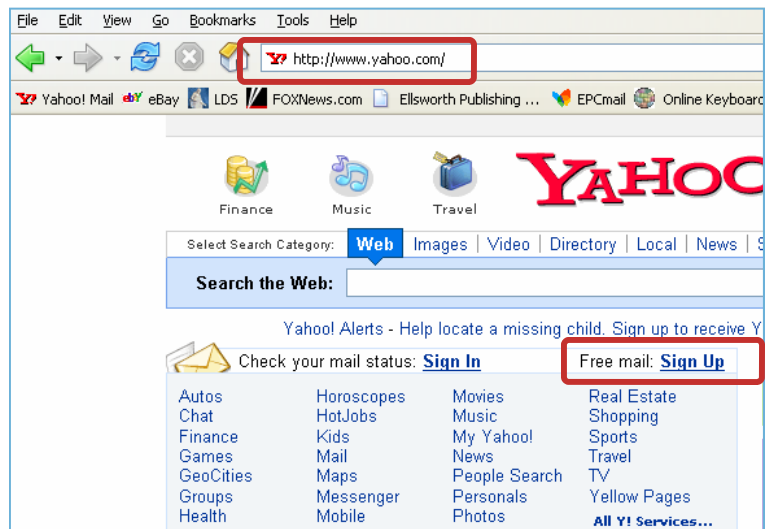 File Edit View Go Bookmarks Tools Help
http://www.yahoo.com/
Yahoo! Mail eBay LDS FOXNews.com Ellsworth Publishing ... EPCmail Online Keyboard
Finance Music Travel
YAHOO
Select Search Category: Web Images | Video | Directory | Local | News | S
Search the Web:
Yahoo! Alerts - Help locate a missing child. Sign up to receive Y
Check your mail status: Sign In Free mail: Sign Up
Autos Horoscopes Movies Real Estate
Chat HotJobs Music Shopping
Finance Kids My Yahoo! Sports
Games Mail News Travel
GeoCities Maps People Search TV
Groups Messenger Personals Yellow Pages
Health Mobile Photos All Y! Services...